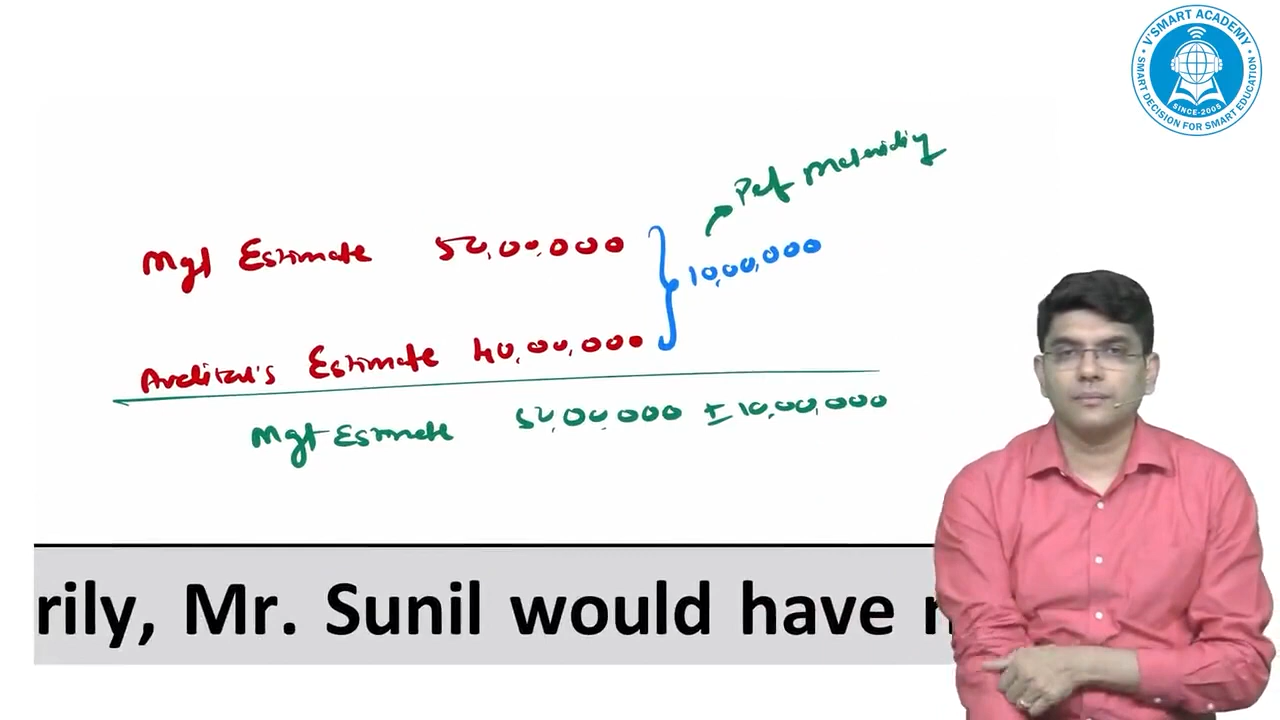 V'SMART ACADEMY
SMART DECISION FOR SMART EDUCATION
SINCE-2005
Perf Materiality
Mgt Estimate 50,00,000
10,00,000
Auditor's Estimate 40,00,000
Mgt Estimate 50,00,000 ± 10,00,000
rily, Mr. Sunil would have